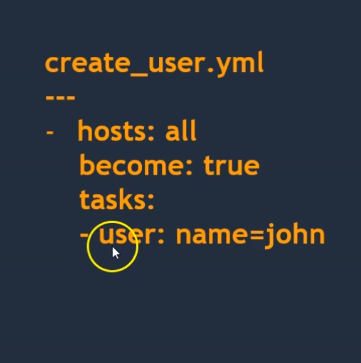 create_user.yml
---
- hosts: all
become: true
tasks:
- user: name=john